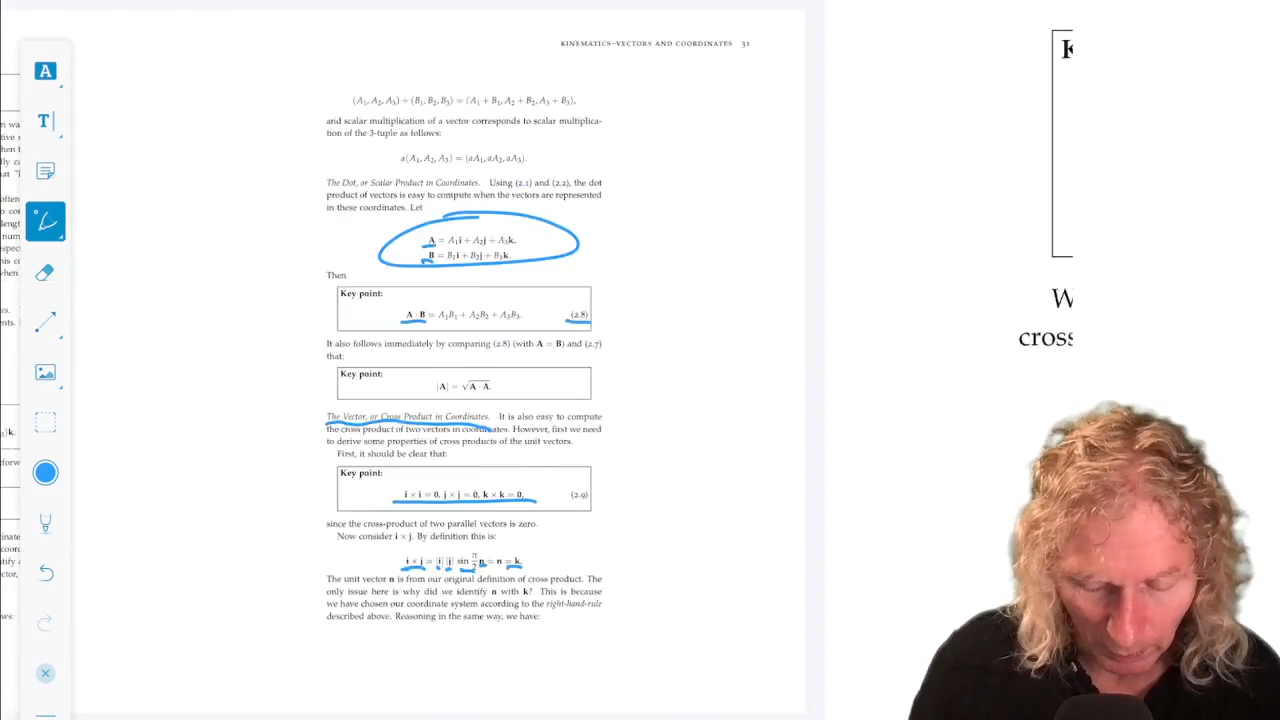 KINEMATICS—VECTORS AND COORDINATES 31
(A₁, A₂, A₃) + (B₁, B₂, B₃) = (A₁ + B₁, A₂ + B₂, A₃ + B₃),
and scalar multiplication of a vector corresponds to scalar multiplica-
tion of the 3-tuple as follows:
a(A₁, A₂, A₃) = (aA₁, aA₂, aA₃).
The Dot, or Scalar Product in Coordinates. Using (2.1) and (2.2), the dot
product of vectors is easy to compute when the vectors are represented
in these coordinates. Let
A = A₁i + A₂j + A₃k,
B = B₁i + B₂j + B₃k.
Then
Key point:
A · B = A₁B₁ + A₂B₂ + A₃B₃. (2.8)
It also follows immediately by comparing (2.8) (with A = B) and (2.7)
that:
Key point:
|A| = √A · A.
The Vector, or Cross Product in Coordinates. It is also easy to compute
the cross product of two vectors in coordinates. However, first we need
to derive some properties of cross products of the unit vectors.
First, it should be clear that:
Key point:
i × i = 0, j × j = 0, k × k = 0, (2.9)
since the cross-product of two parallel vectors is zero.
Now consider i × j. By definition this is:
i × j = |i| |j| sin π/2 n = n = k.
The unit vector n is from our original definition of cross product. The
only issue here is why did we identify n with k? This is because
we have chosen our coordinate system according to the right-hand-rule
described above. Reasoning in the same way, we have:
A
T
K
W
cross